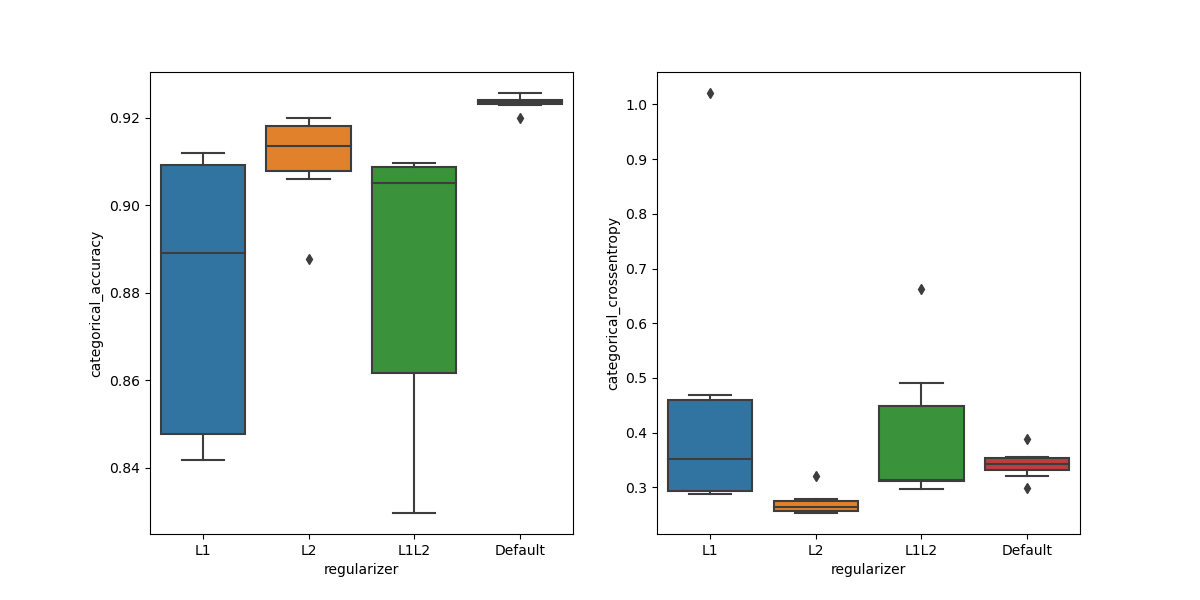 categorical_accuracy
0.92
0.90
0.88
0.86
0.84
L1 L2 L1L2 Default
regularizer
categorical_crossentropy
1.0
0.9
0.8
0.7
0.6
0.5
0.4
0.3
L1 L2 L1L2 Default
regularizer